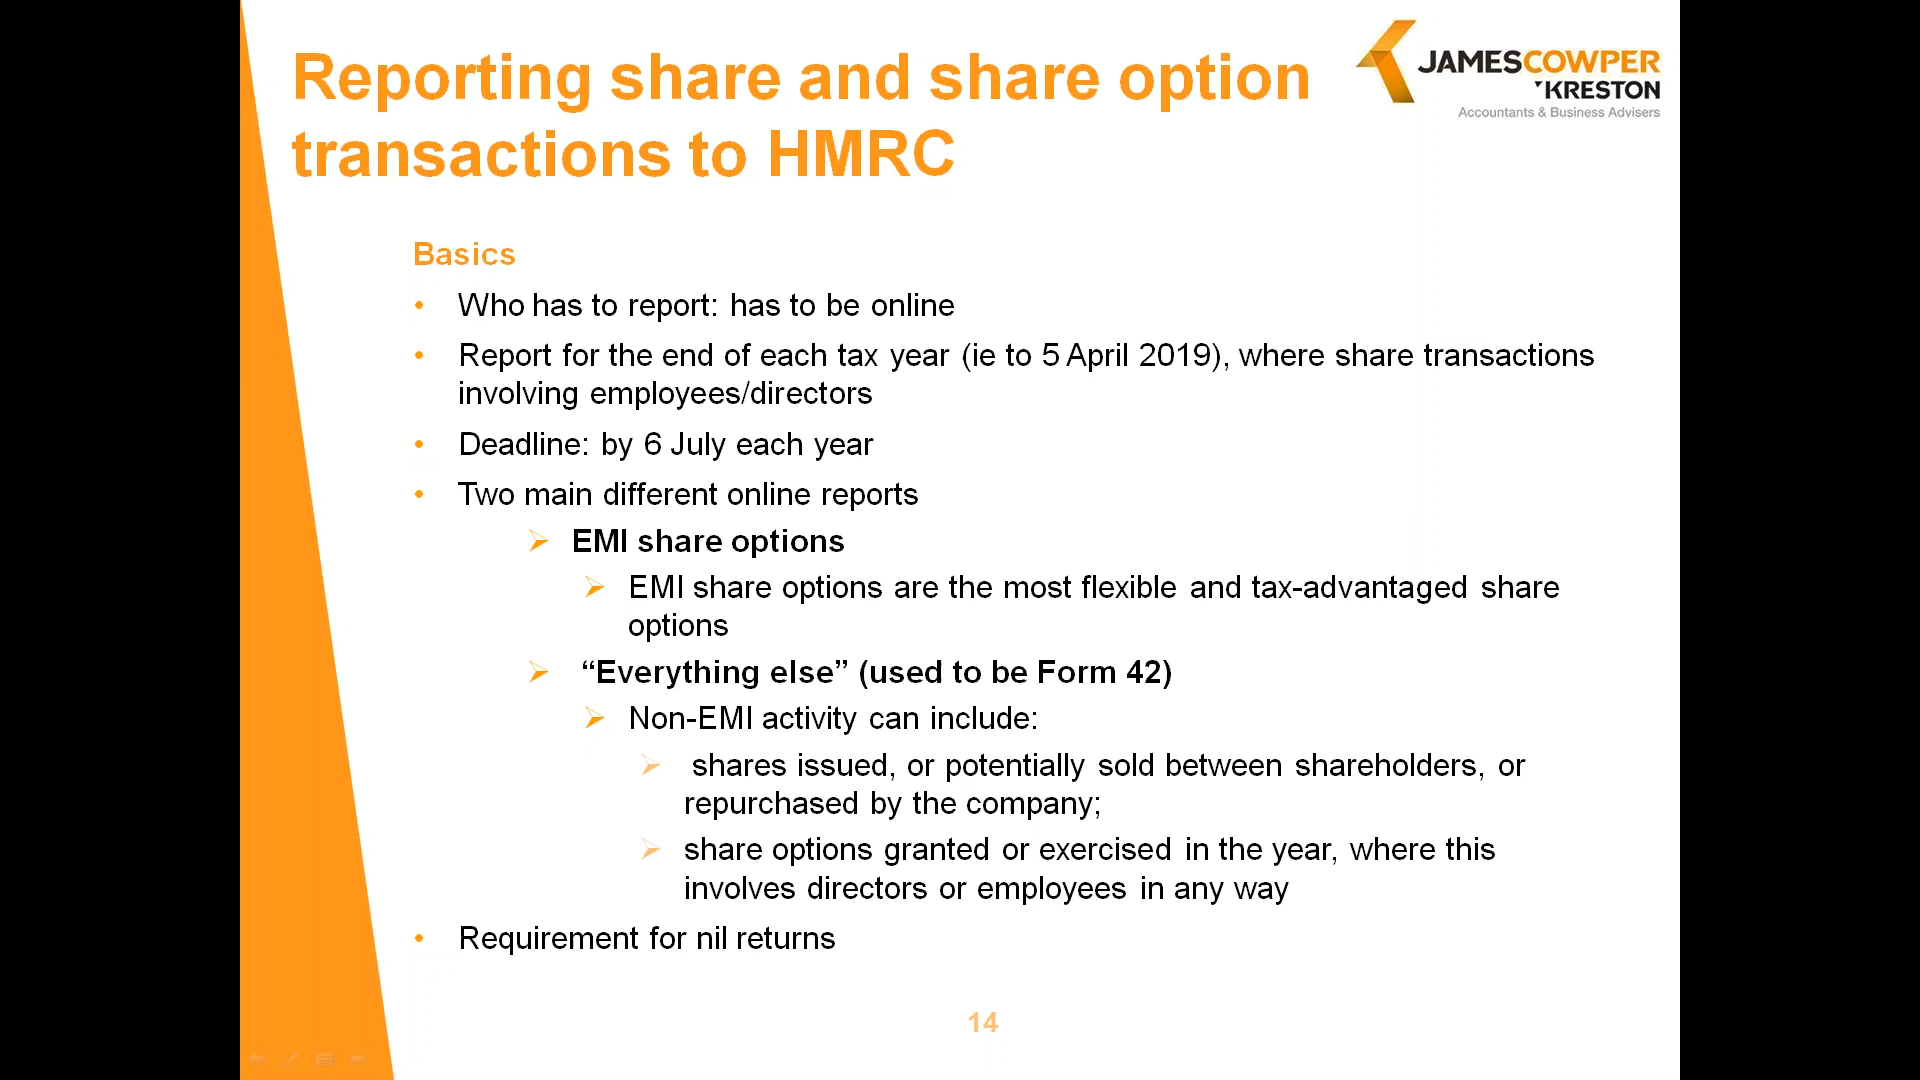 Reporting share and share option
transactions to HMRC
JAMESCOWPER
KRESTON
Accountants & Business Advisers
Basics
• Who has to report: has to be online
• Report for the end of each tax year (ie to 5 April 2019), where share transactions
involving employees/directors
• Deadline: by 6 July each year
• Two main different online reports
➢ EMI share options
➢ EMI share options are the most flexible and tax-advantaged share
options
➢ “Everything else” (used to be Form 42)
➢ Non-EMI activity can include:
➢ shares issued, or potentially sold between shareholders, or
repurchased by the company;
➢ share options granted or exercised in the year, where this
involves directors or employees in any way
• Requirement for nil returns
14